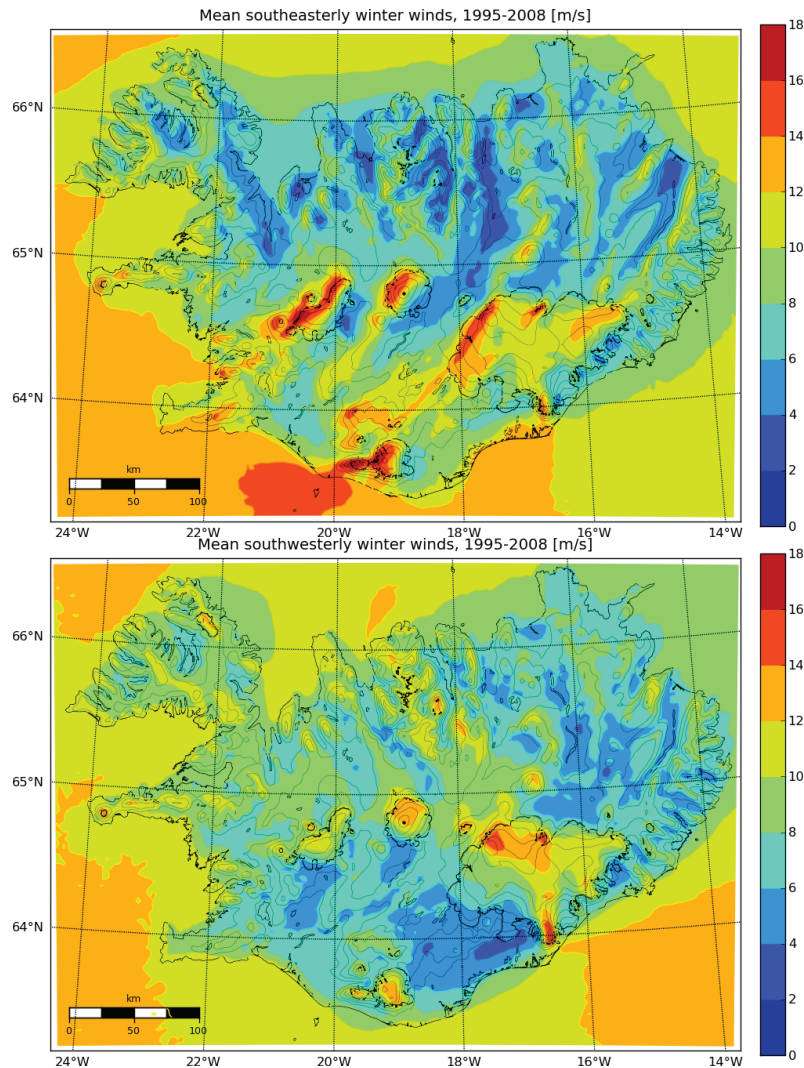 Mean southeasterly winter winds, 1995-2008 [m/s]
18
16
14
12
10
8
6
4
2
0
66°N
65°N
64°N
km
0 50 100
24°W 22°W 20°W 18°W 16°W 14°W
Mean southwesterly winter winds, 1995-2008 [m/s]
18
16
14
12
10
8
6
4
2
0
66°N
65°N
64°N
km
0 50 100
24°W 22°W 20°W 18°W 16°W 14°W